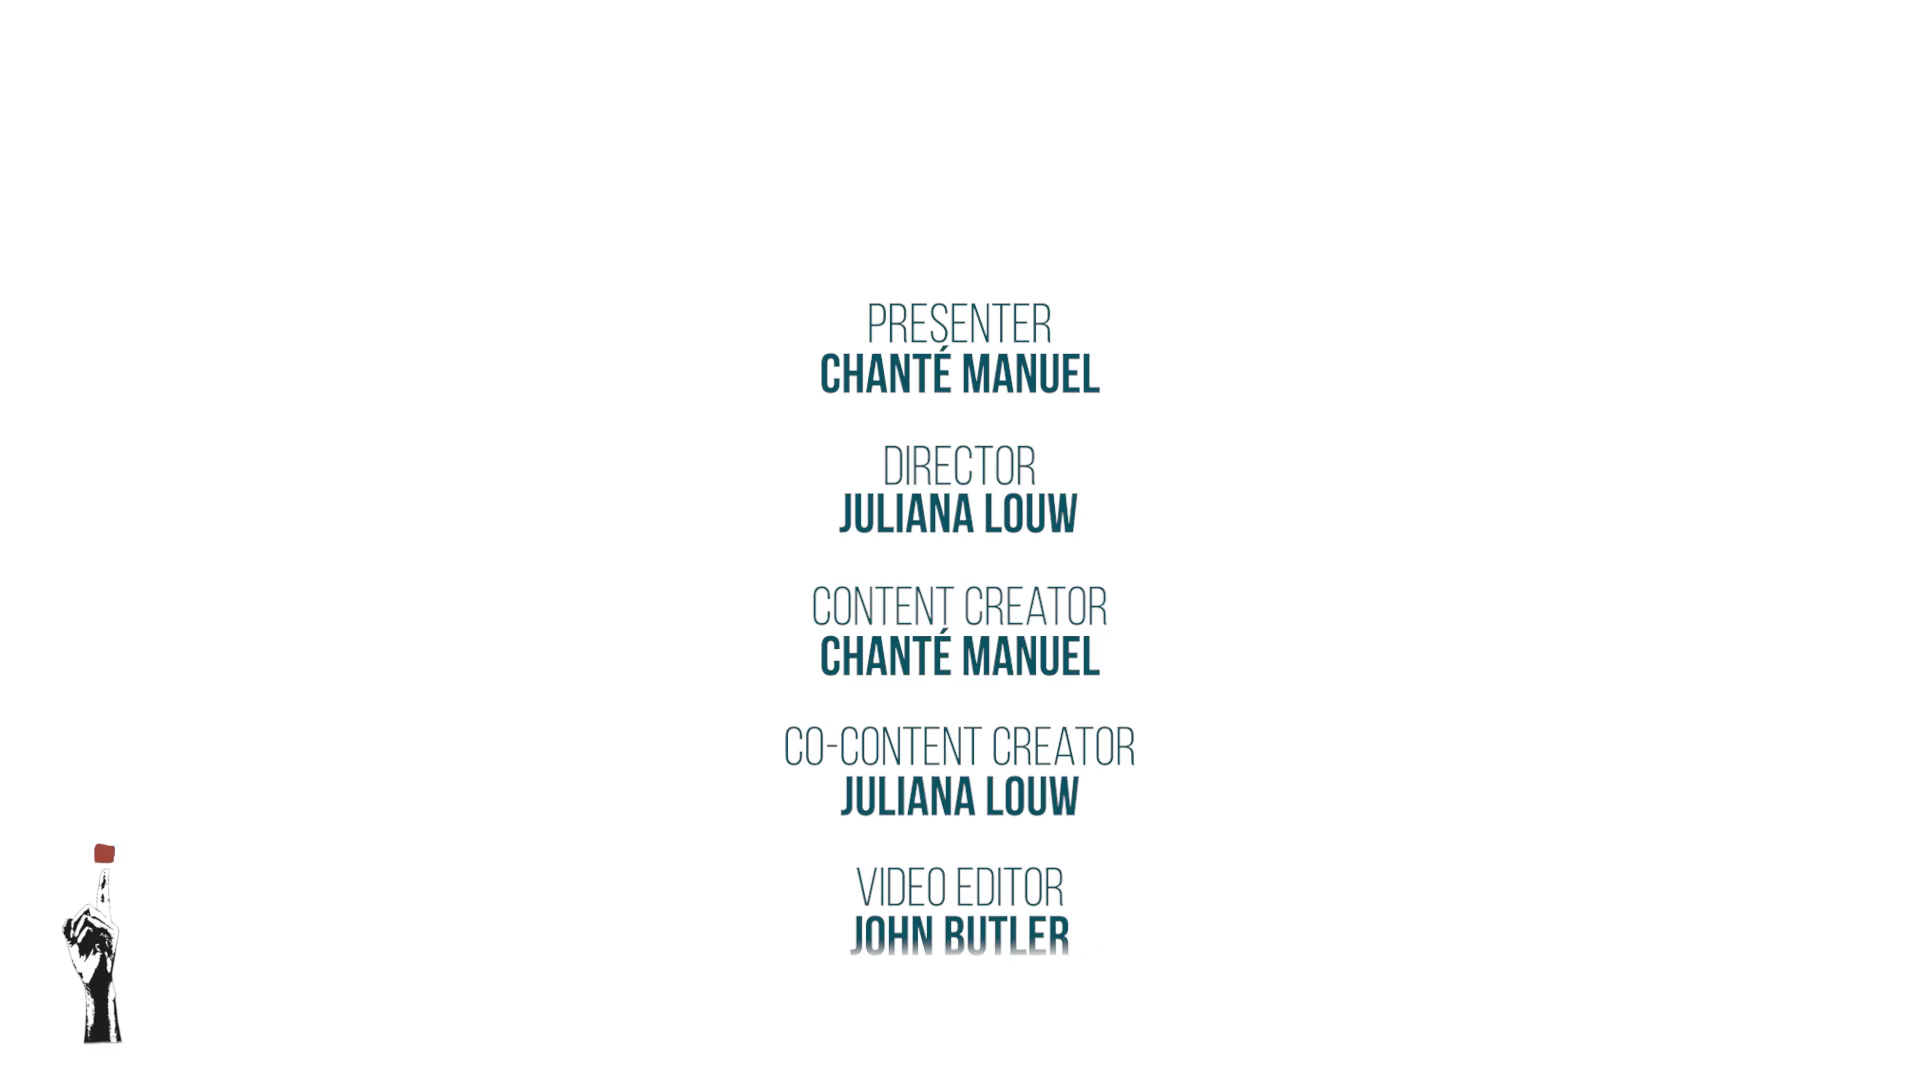 PRESENTER
CHANTÉ MANUEL
DIRECTOR
JULIANA LOUW
CONTENT CREATOR
CHANTÉ MANUEL
CO-CONTENT CREATOR
JULIANA LOUW
VIDEO EDITOR
JOHN BUTLER